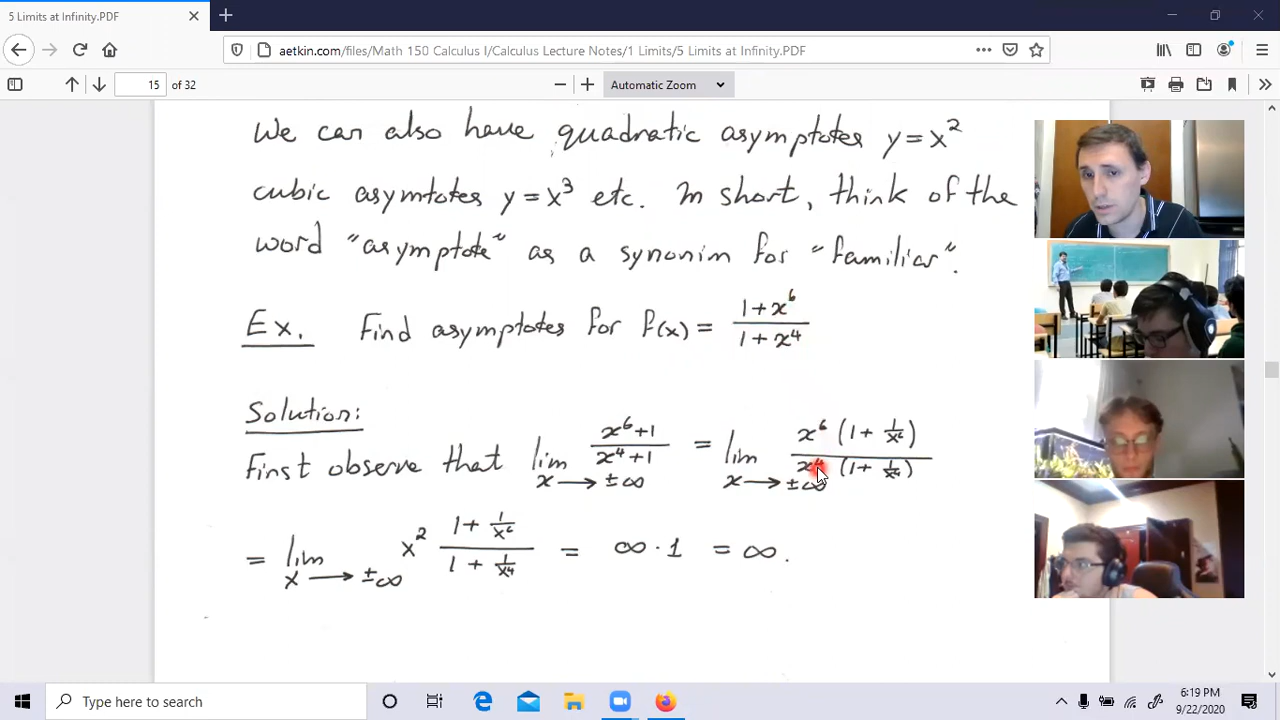 5 Limits at Infinity.PDF
aetkin.com/files/Math 150 Calculus I/Calculus Lecture Notes/1 Limits/5 Limits at Infinity.PDF
15 of 32
Automatic Zoom
We can also have quadratic asymptotes y = x²
cubic asymtotes y = x³ etc. In short, think of the
word "asymptote" as a synonim for "familiar".
Ex. Find asymptotes for f(x) = (1+x⁶)/(1+x⁴)
Solution:
First observe that lim x→±∞ (x⁶+1)/(x⁴+1) = lim x→±∞ x⁶(1+1/x⁶)/x⁴(1+1/x⁴)
= lim x→±∞ x² (1+1/x⁶)/(1+1/x⁴) = ∞·1 = ∞.
Type here to search
6:19 PM
9/22/2020